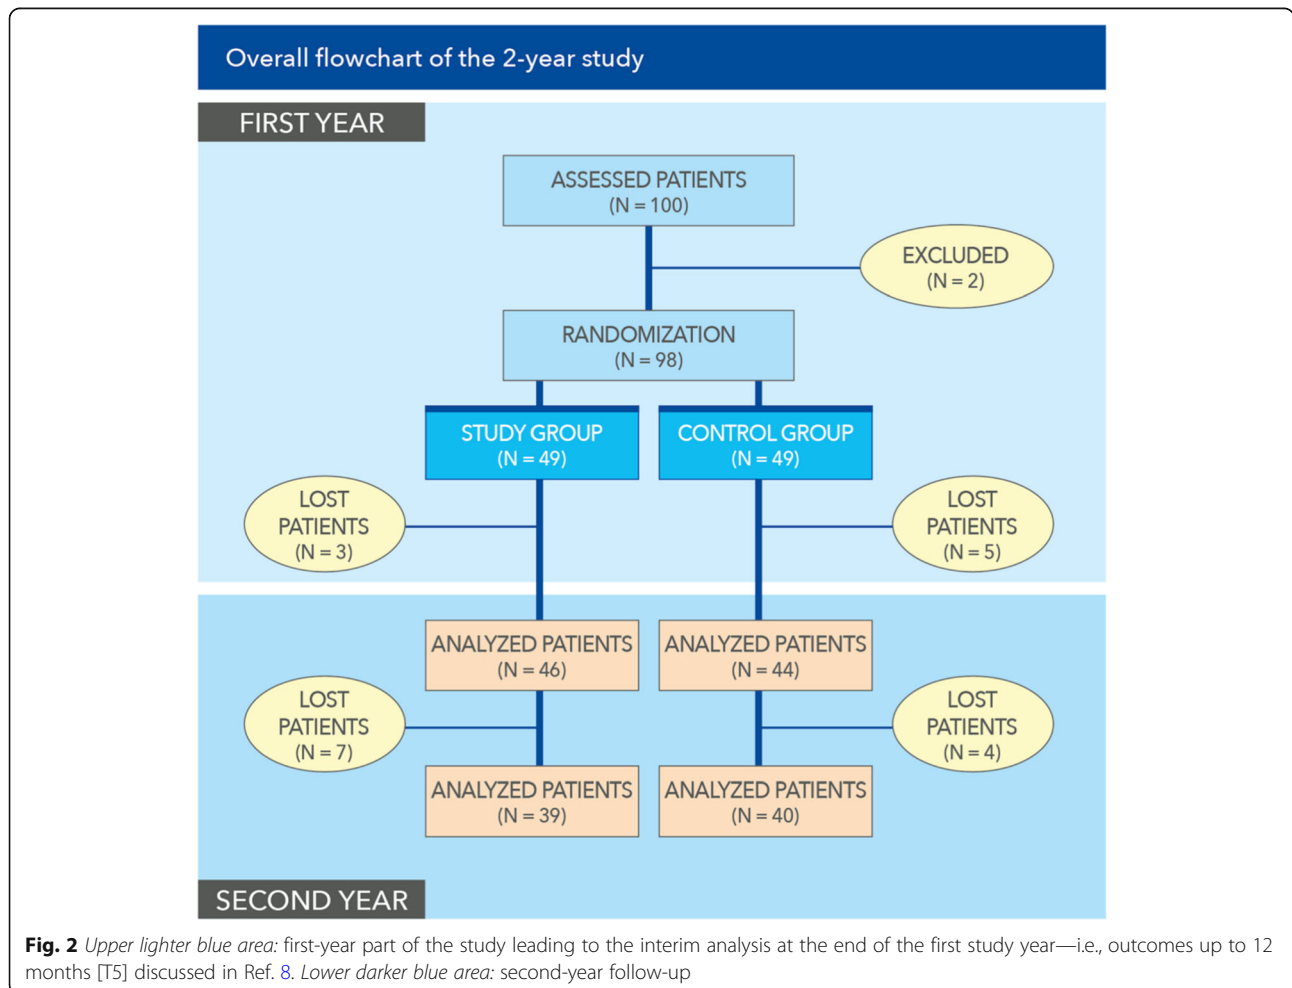 Overall flowchart of the 2-year study
FIRST YEAR
ASSESSED PATIENTS
(N = 100)
EXCLUDED
(N = 2)
RANDOMIZATION
(N = 98)
STUDY GROUP
(N = 49)
CONTROL GROUP
(N = 49)
LOST
PATIENTS
(N = 3)
LOST
PATIENTS
(N = 5)
ANALYZED PATIENTS
(N = 46)
ANALYZED PATIENTS
(N = 44)
LOST
PATIENTS
(N = 7)
LOST
PATIENTS
(N = 4)
ANALYZED PATIENTS
(N = 39)
ANALYZED PATIENTS
(N = 40)
SECOND YEAR
Fig. 2 Upper lighter blue area: first-year part of the study leading to the interim analysis at the end of the first study year—i.e., outcomes up to 12
months [T5] discussed in Ref. 8. Lower darker blue area: second-year follow-up